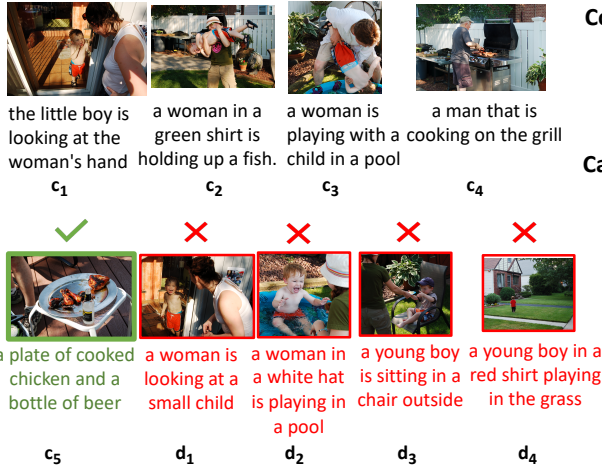 Co
the little boy is
looking at the
woman's hand
a woman in a
green shirt is
holding up a fish.
a woman is
playing with a
child in a pool
a man that is
cooking on the grill
Ca
c1
c2
c3
c4
a plate of cooked
chicken and a
bottle of beer
a woman is
looking at a
small child
a woman in
a white hat
is playing in
a pool
a young boy
is sitting in a
chair outside
a young boy in a
red shirt playing
in the grass
c5
d1
d2
d3
d4